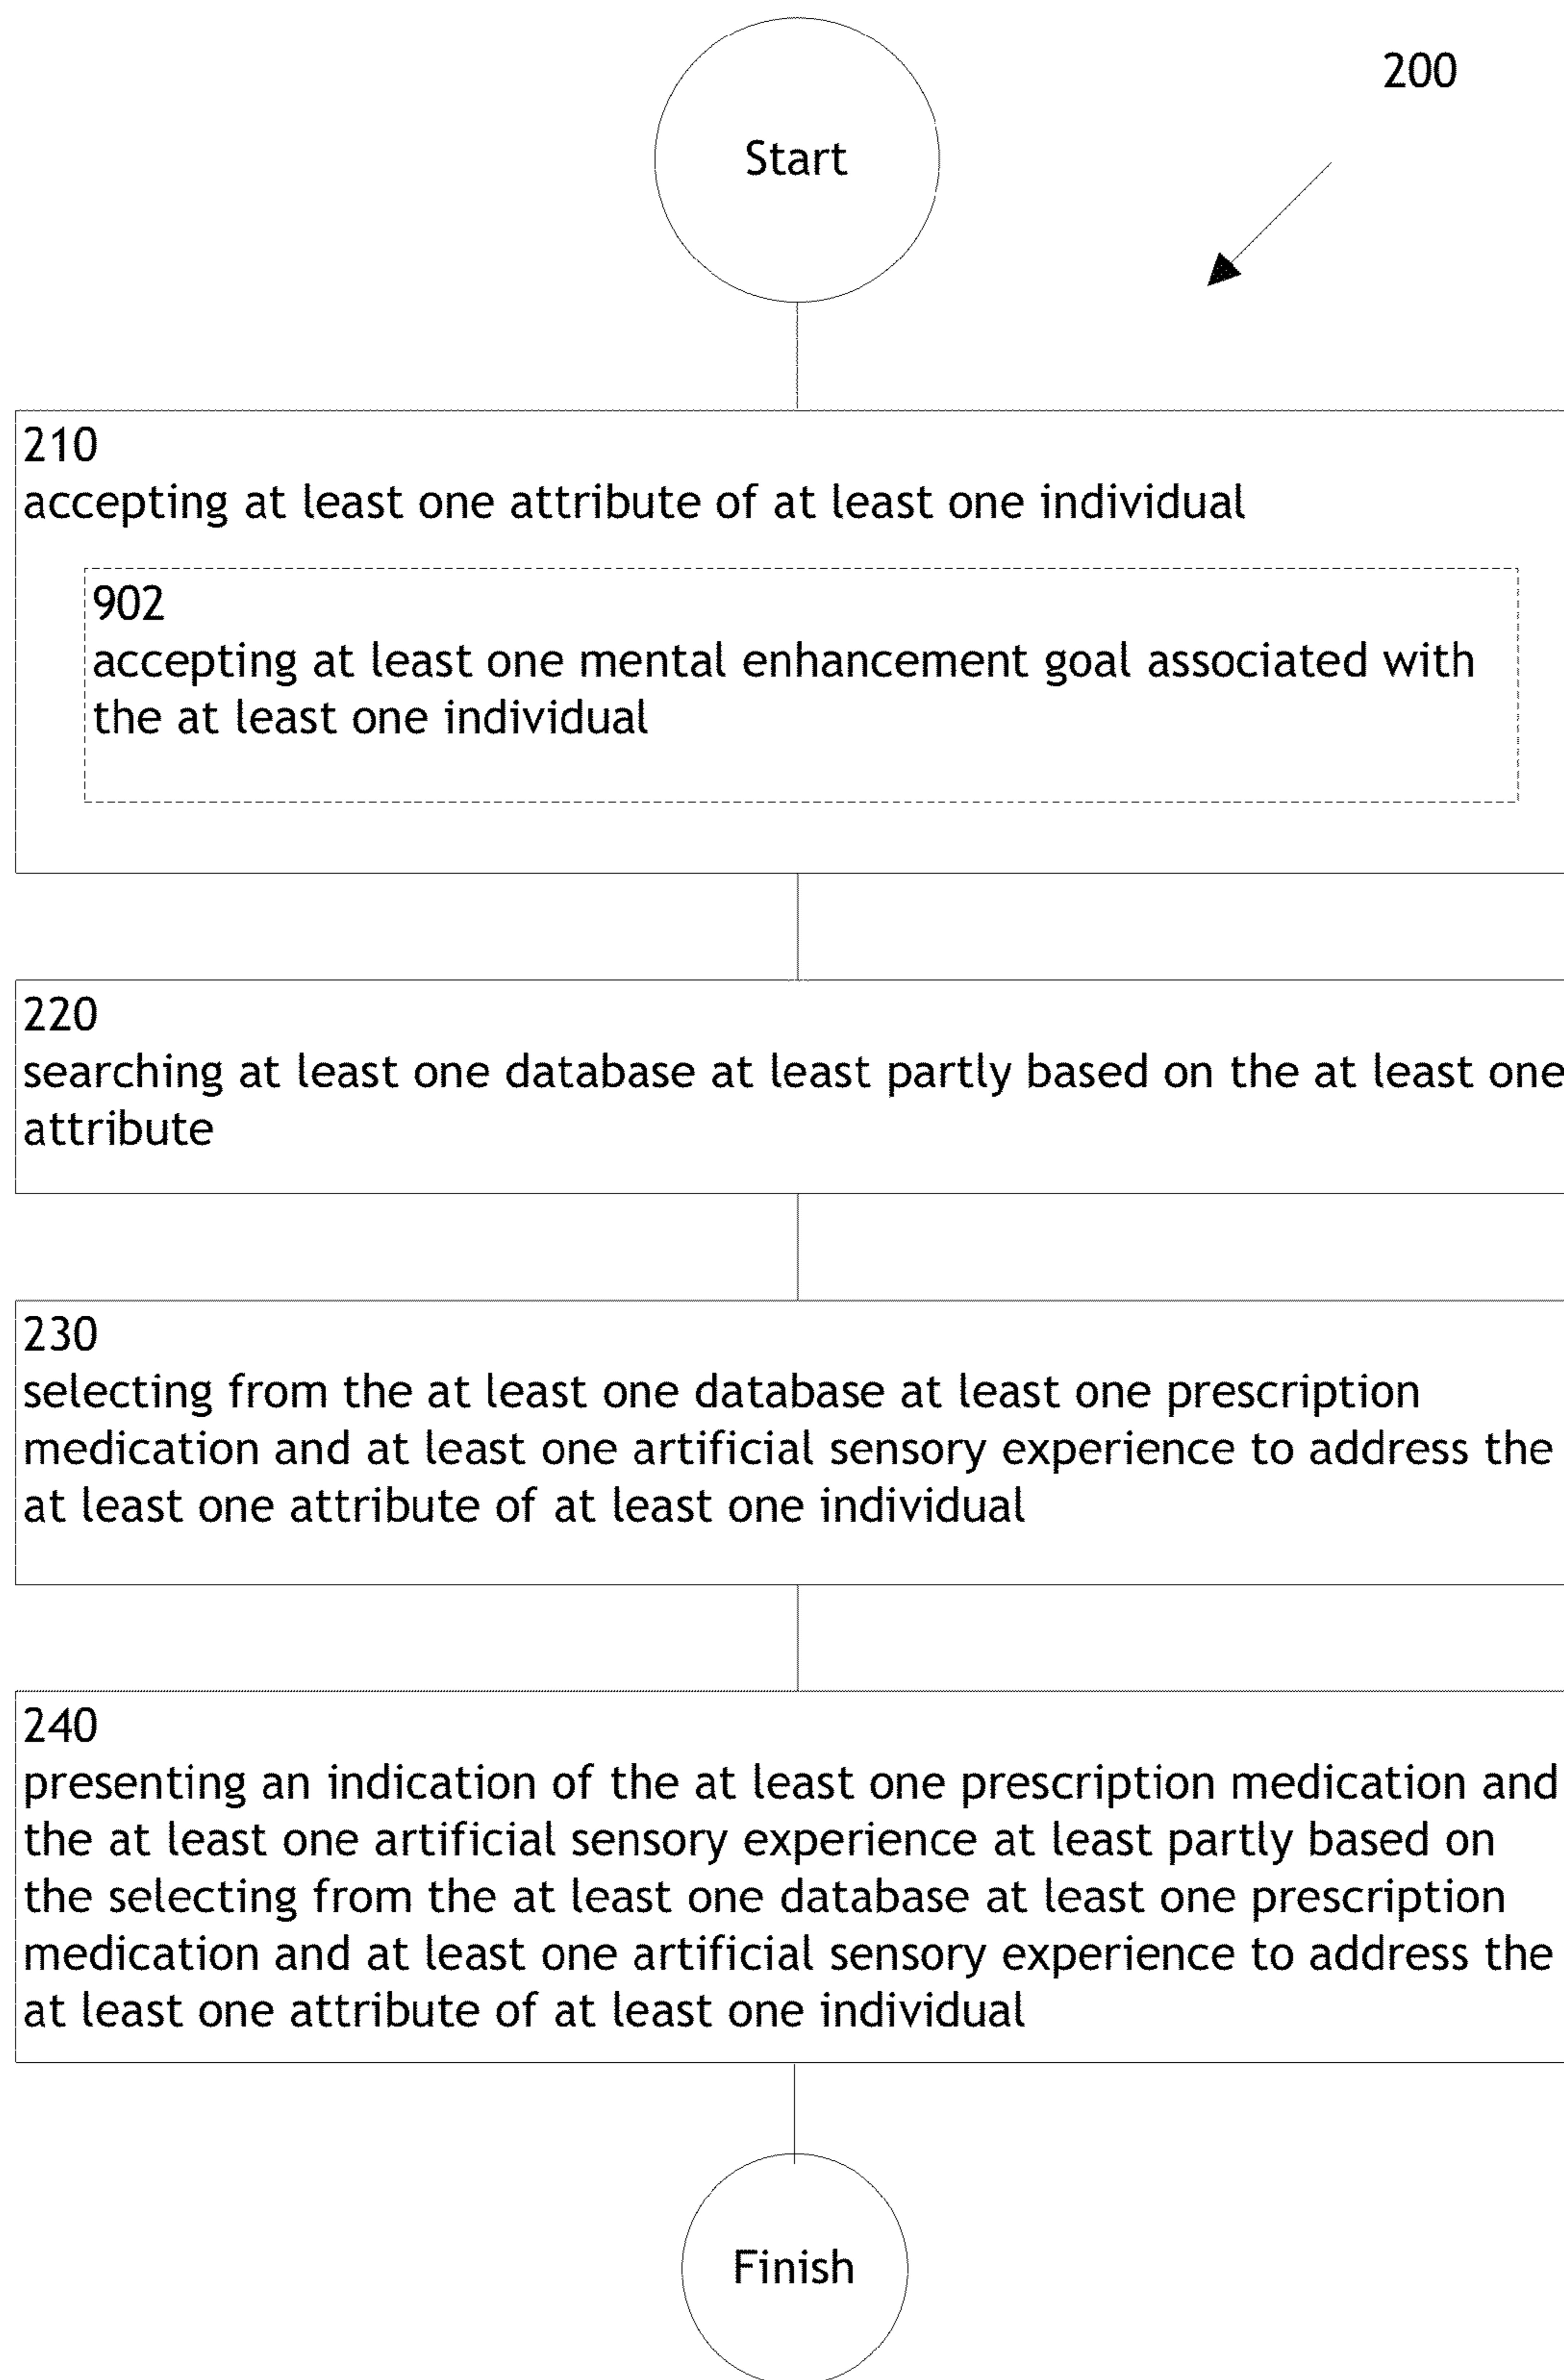 200
Start
210
accepting at least one attribute of at least one individual
902
accepting at least one mental enhancement goal associated with
the at least one individual
220
searching at least one database at least partly based on the at least one
attribute
230
selecting from the at least one database at least one prescription
medication and at least one artificial sensory experience to address the
at least one attribute of at least one individual
240
presenting an indication of the at least one prescription medication and
the at least one artificial sensory experience at least partly based on
the selecting from the at least one database at least one prescription
medication and at least one artificial sensory experience to address the
at least one attribute of at least one individual
Finish